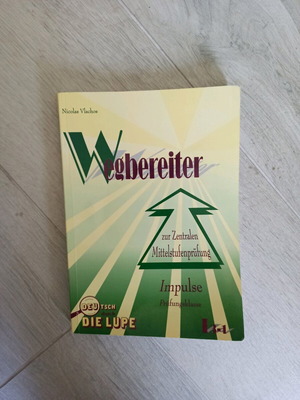 Nicolas Vlachos
Wegbereiter
zur Zentralen
Mittelstufenprüfung
Impulse
Prüfungsklasse
DEUTSCH
DIE LUPE